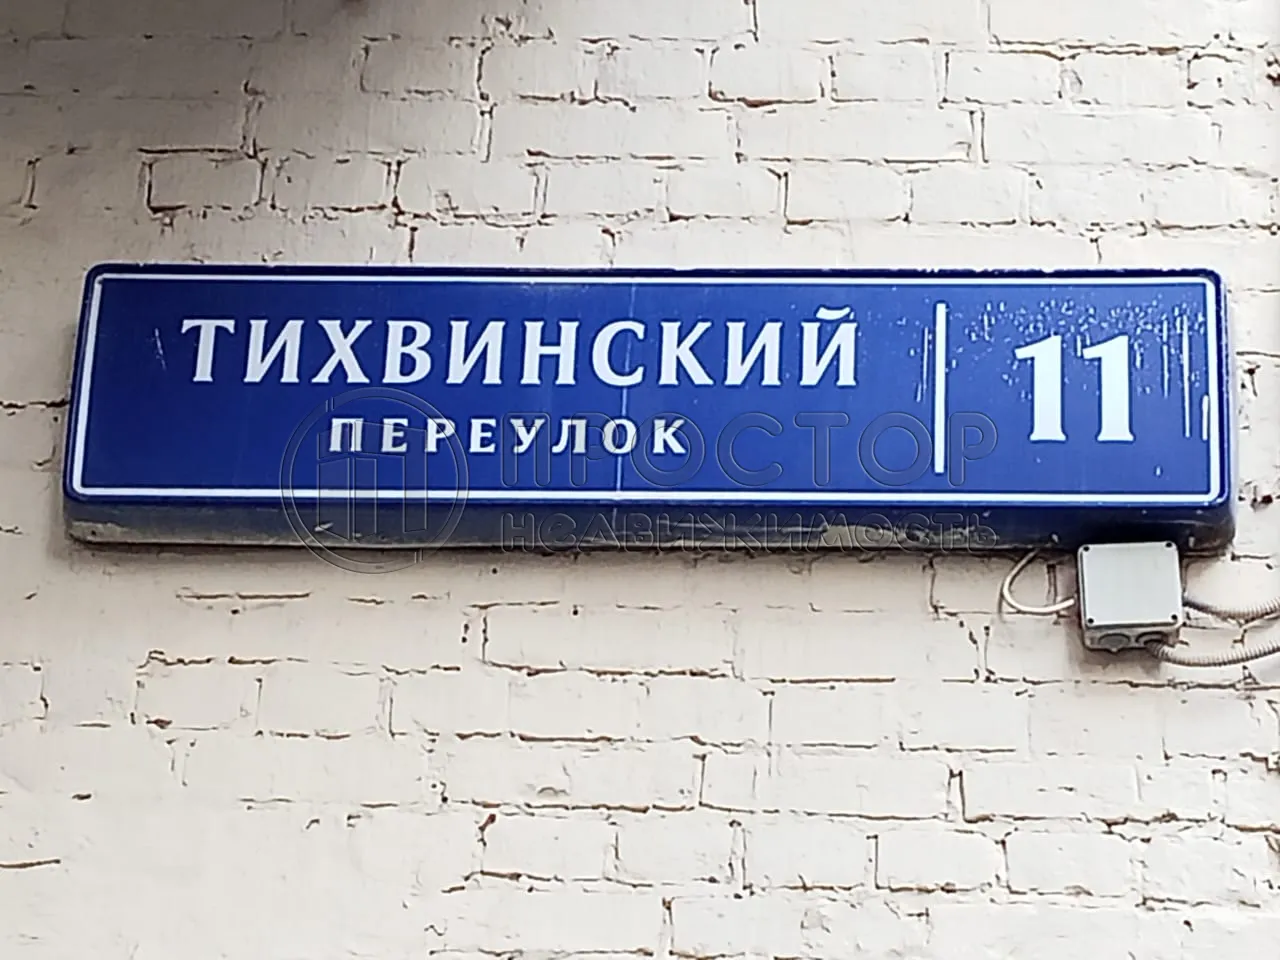 ТИХВИНСКИЙ
ПЕРЕУЛОК
11
ПРОСТОР
НЕДВИЖИМОСТЬ